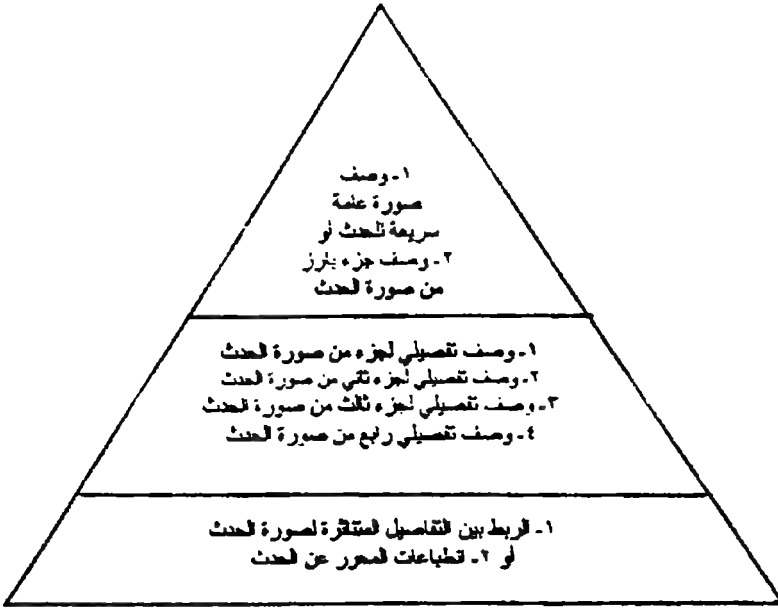 ١- وصف
صورة عامة
سريعة للحدث أو
٢- وصف جزء بارز
من صورة الحدث
١- وصف تفصيلي لجزء من صورة الحدث
٢- وصف تفصيلي لجزء ثاني من صورة الحدث
٣- وصف تفصيلي لجزء ثالث من صورة الحدث
٤- وصف تفصيلي رابع من صورة الحدث
١- الربط بين التفاصيل المتناثرة لصورة الحدث
أو ٢- انطباعات المحرر عن الحدث